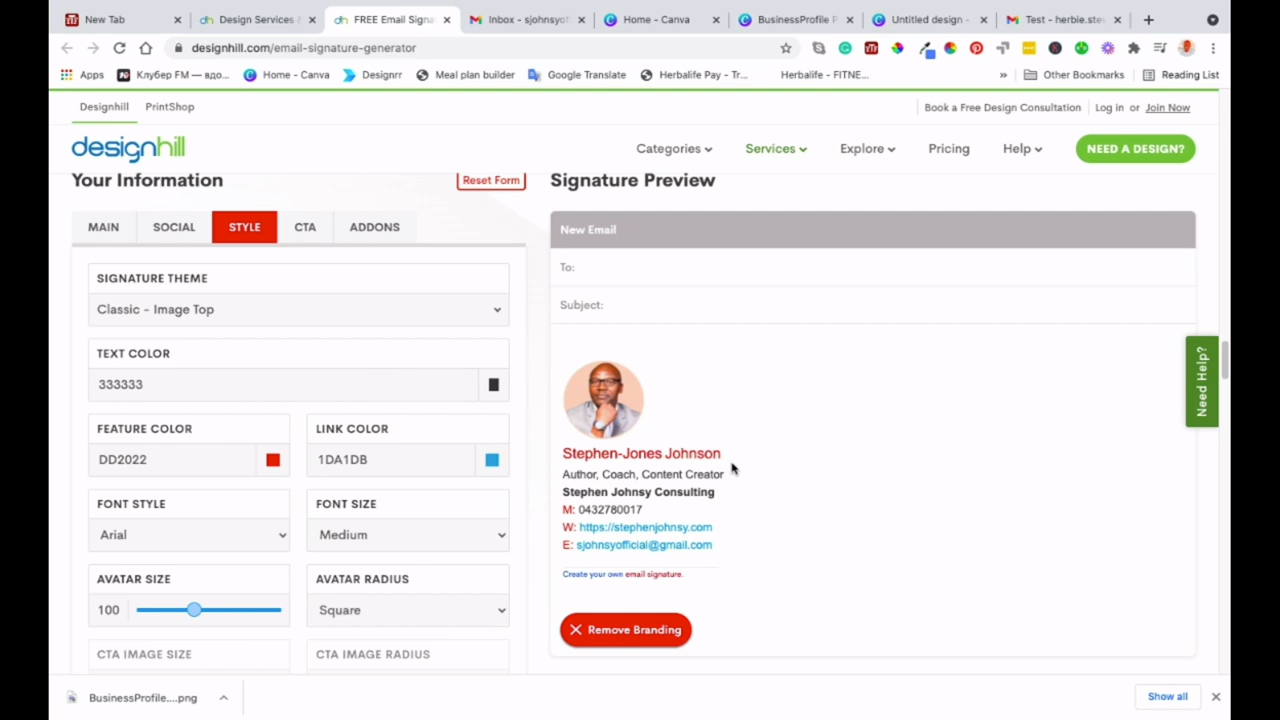 New Tab
Design Services &
FREE Email Signa
Inbox - sjohnsyof
Home - Canva
BusinessProfile P
Untitled design -
Test - herbie.ste
designhill.com/email-signature-generator
Apps
Клубер FM — вдо...
Home - Canva
Designrr
Meal plan builder
Google Translate
Herbalife Pay - Tr...
Herbalife - FITNE...
»
Other Bookmarks
Reading List
Designhill
PrintShop
Book a Free Design Consultation
Log in or Join Now
designhill
Categories
Services
Explore
Pricing
Help
NEED A DESIGN?
Your Information
Reset Form
MAIN
SOCIAL
STYLE
CTA
ADDONS
SIGNATURE THEME
Classic - Image Top
TEXT COLOR
333333
FEATURE COLOR
LINK COLOR
DD2022
1DA1DB
FONT STYLE
FONT SIZE
Arial
Medium
AVATAR SIZE
AVATAR RADIUS
100
Square
CTA IMAGE SIZE
CTA IMAGE RADIUS
Signature Preview
New Email
To:
Subject:
Stephen-Jones Johnson
Author, Coach, Content Creator
Stephen Johnsy Consulting
M: 0432780017
W: https://stephenjohnsy.com
E: sjohnsyofficial@gmail.com
Create your own email signature.
Remove Branding
Need Help?
BusinessProfile....png
Show all